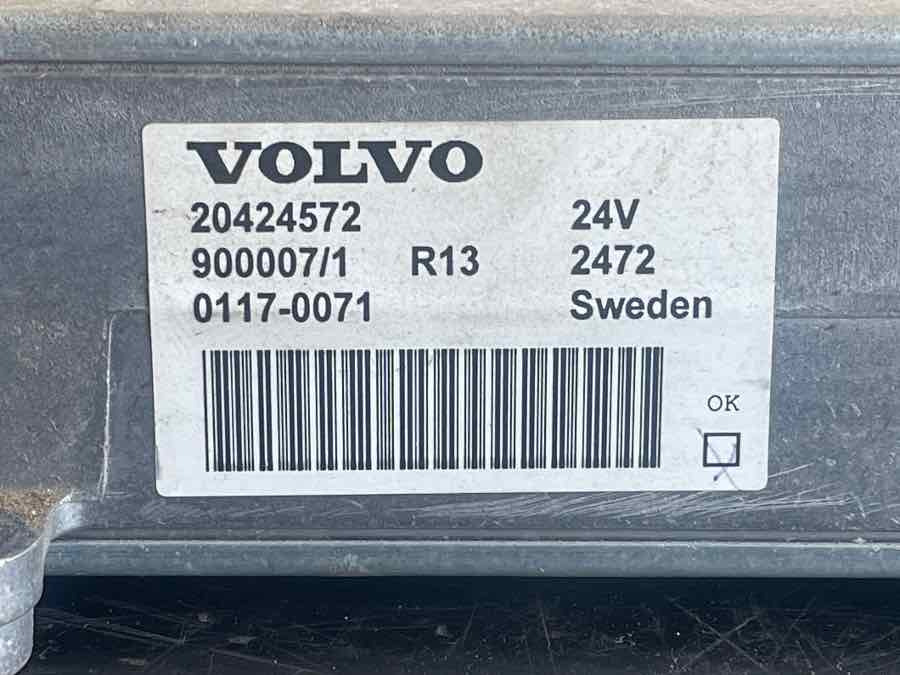 VOLVO
20424572 24V
900007/1 R13 2472
0117-0071 Sweden
OK